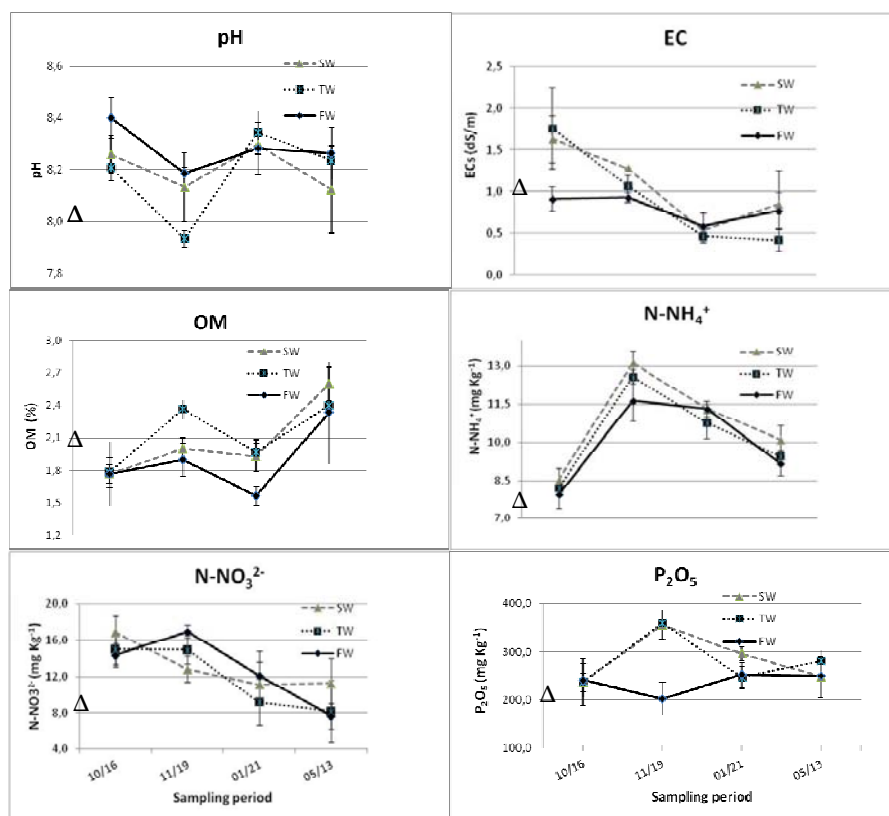 pH
8,6
8,4
8,2
8,0
7,8
pH
Δ
SW
TW
FW
EC
2,5
2,0
1,5
1,0
0,5
0,0
ECs (dS/m)
Δ
SW
TW
FW
OM
3,0
2,7
2,4
2,1
1,8
1,5
1,2
OM (%)
Δ
SW
TW
FW
N-NH₄⁺
13,0
11,5
10,0
8,5
7,0
N-NH₄⁺ (mg Kg⁻¹)
Δ
SW
TW
FW
N-NO₃²⁻
20,0
16,0
12,0
8,0
4,0
N-NO3²⁻ (mg Kg⁻¹)
Δ
SW
TW
FW
10/16 11/19 01/21 05/13
Sampling period
P₂O₅
400,0
300,0
200,0
100,0
P₂O₅ (mg Kg⁻¹)
Δ
SW
TW
FW
10/16 11/19 01/21 05/13
Sampling period